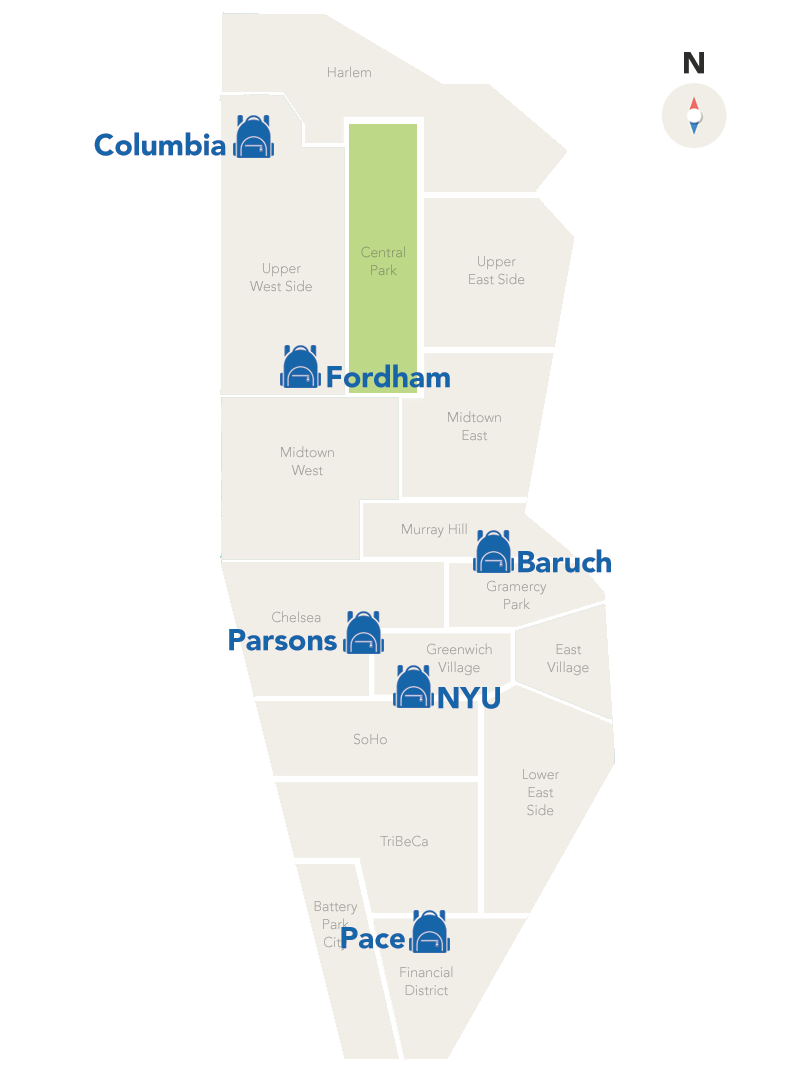 N
Harlem
Columbia
Central
Park
Upper
West Side
Upper
East Side
Fordham
Midtown
East
Midtown
West
Murray Hill
Baruch
Gramercy
Park
Chelsea
Parsons
Greenwich
Village
East
Village
NYU
SoHo
Lower
East
Side
TriBeCa
Battery
Park
City
Pace
Financial
District